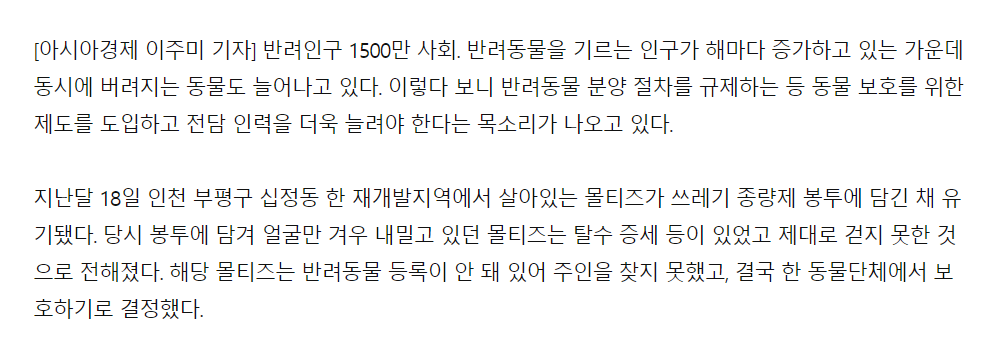 [아시아경제 이주미 기자] 반려인구 1500만 사회. 반려동물을 기르는 인구가 해마다 증가하고 있는 가운데
동시에 버려지는 동물도 늘어나고 있다. 이렇다 보니 반려동물 분양 절차를 규제하는 등 동물 보호를 위한
제도를 도입하고 전담 인력을 더욱 늘려야 한다는 목소리가 나오고 있다.
지난달 18일 인천 부평구 십정동 한 재개발지역에서 살아있는 몰티즈가 쓰레기 종량제 봉투에 담긴 채 유
기됐다. 당시 봉투에 담겨 얼굴만 겨우 내밀고 있던 몰티즈는 탈수 증세 등이 있었고 제대로 걷지 못한 것
으로 전해졌다. 해당 몰티즈는 반려동물 등록이 안 돼 있어 주인을 찾지 못했고, 결국 한 동물단체에서 보
호하기로 결정했다.